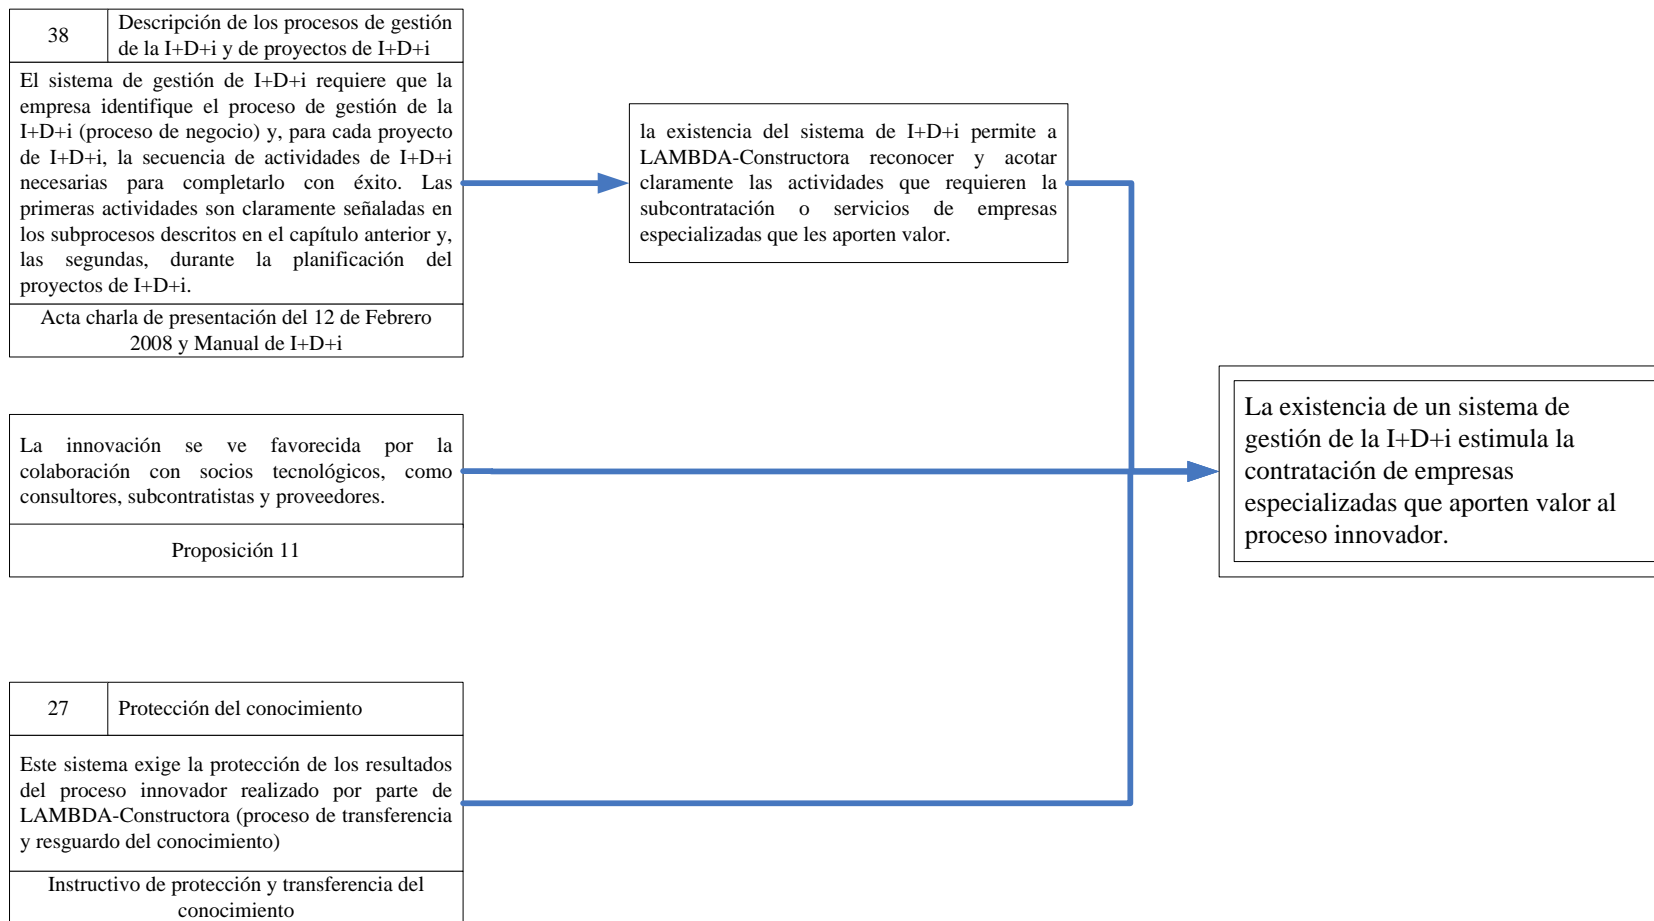 38
Descripción de los procesos de gestión
de la I+D+i y de proyectos de I+D+i
El sistema de gestión de I+D+i requiere que la
empresa identifique el proceso de gestión de la
I+D+i (proceso de negocio) y, para cada proyecto
de I+D+i, la secuencia de actividades de I+D+i
necesarias para completarlo con éxito. Las
primeras actividades son claramente señaladas en
los subprocesos descritos en el capítulo anterior y,
las segundas, durante la planificación del
proyectos de I+D+i.
Acta charla de presentación del 12 de Febrero
2008 y Manual de I+D+i
la existencia del sistema de I+D+i permite a
LAMBDA-Constructora reconocer y acotar
claramente las actividades que requieren la
subcontratación o servicios de empresas
especializadas que les aporten valor.
La innovación se ve favorecida por la
colaboración con socios tecnológicos, como
consultores, subcontratistas y proveedores.
Proposición 11
La existencia de un sistema de
gestión de la I+D+i estimula la
contratación de empresas
especializadas que aporten valor al
proceso innovador.
27
Protección del conocimiento
Este sistema exige la protección de los resultados
del proceso innovador realizado por parte de
LAMBDA-Constructora (proceso de transferencia
y resguardo del conocimiento)
Instructivo de protección y transferencia del
conocimiento